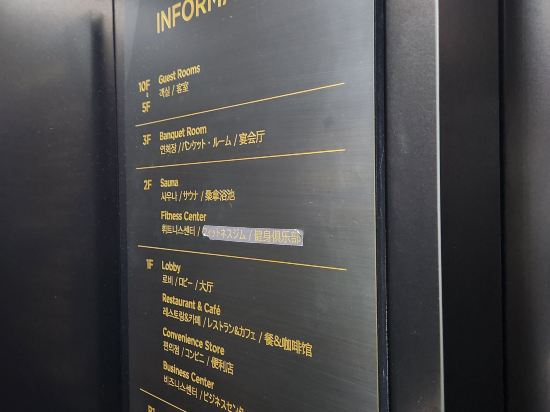 INFORMA
10F
5F
Guest Rooms
객실 / 客室
3F
Banquet Room
연회장 / バンケット・ルーム / 宴会厅
2F
Sauna
사우나 / サウナ / 桑拿浴池
Fitness Center
휘트니스센터 / フィットネスジム / 健身俱乐部
1F
Lobby
로비 / ロビー / 大厅
Restaurant & Café
레스토랑&카페 / レストラン&カフェ / 餐&咖啡馆
Convenience Store
편의점 / コンビニ / 便利店
Business Center
비즈니스센터 / ビジネスセンタ
B1